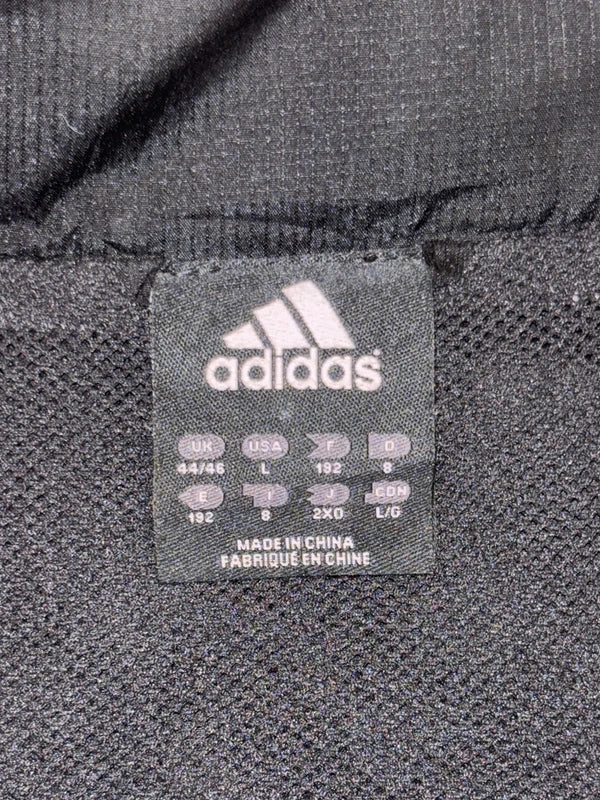 adidas
UK USA F D
44/46 L 192 8
E I J CDN
192 8 2XO L/G
MADE IN CHINA
FABRIQUÉ EN CHINE